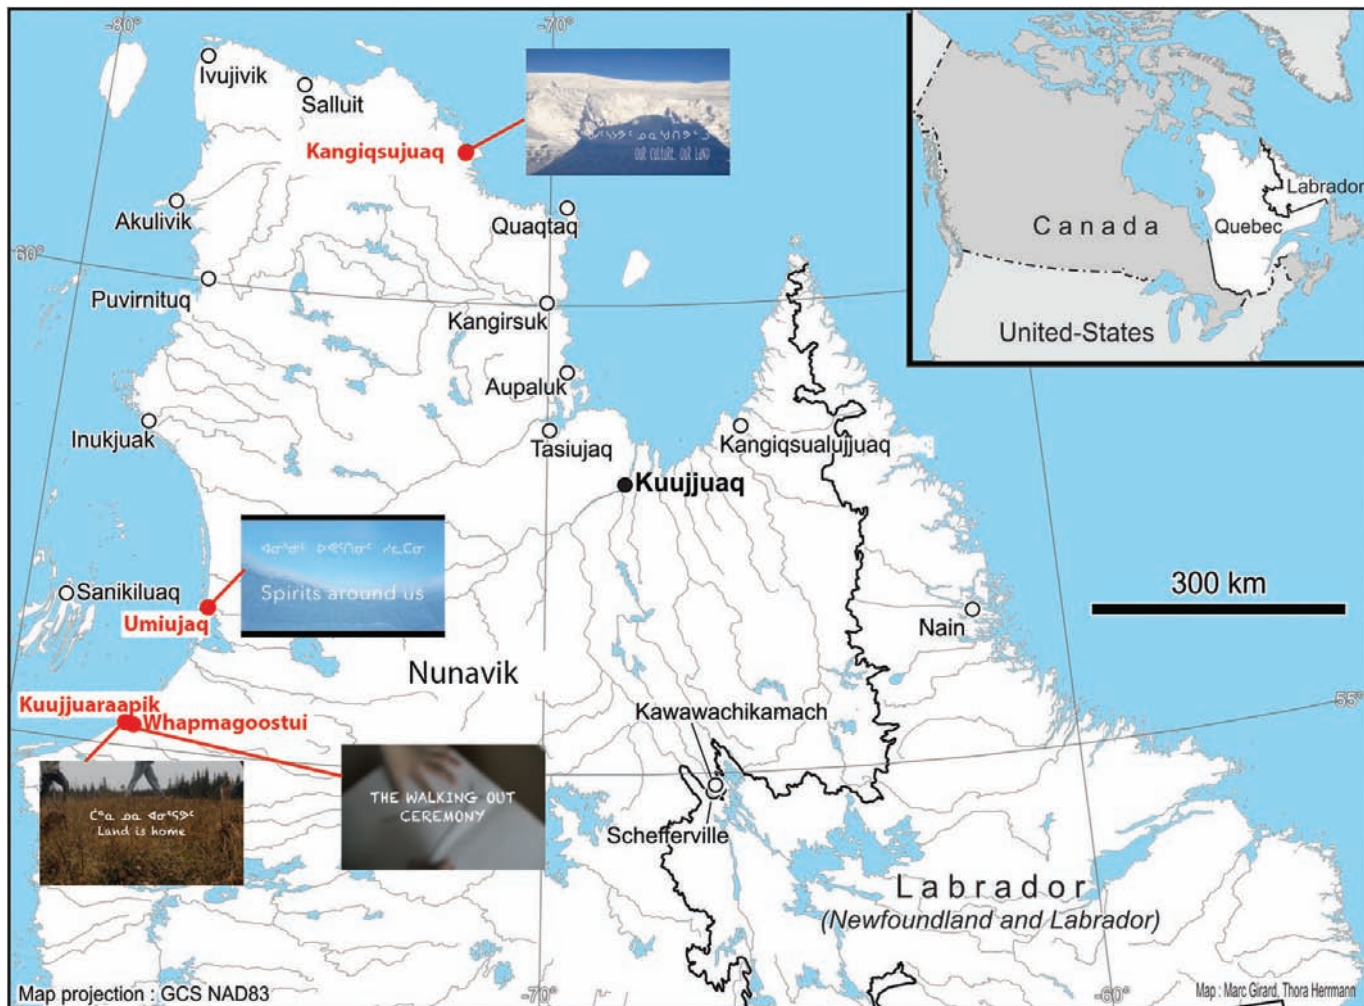 -80°
-70°
Ivujivik
Salluit
Kangiqsujuaq
OUR CULTURE, OUR LAND
Akulivik
Quaqtaq
60°
Puvirnituq
Kangirsuk
Aupaluk
Inukjuak
Tasiujaq
Kangiqsualujjuaq
Kuujjuaq
Sanikiluaq
Umiujaq
Spirits around us
Nunavik
Nain
300 km
Kuujjuaraapik
Whapmagoostui
Kawawachikamach
55°
THE WALKING OUT
CEREMONY
Land is home
Schefferville
Labrador
(Newfoundland and Labrador)
Map projection : GCS NAD83
-70°
-60°
Map : Marc Girard, Thora Herrmann
Canada
Quebec
Labrador
United-States